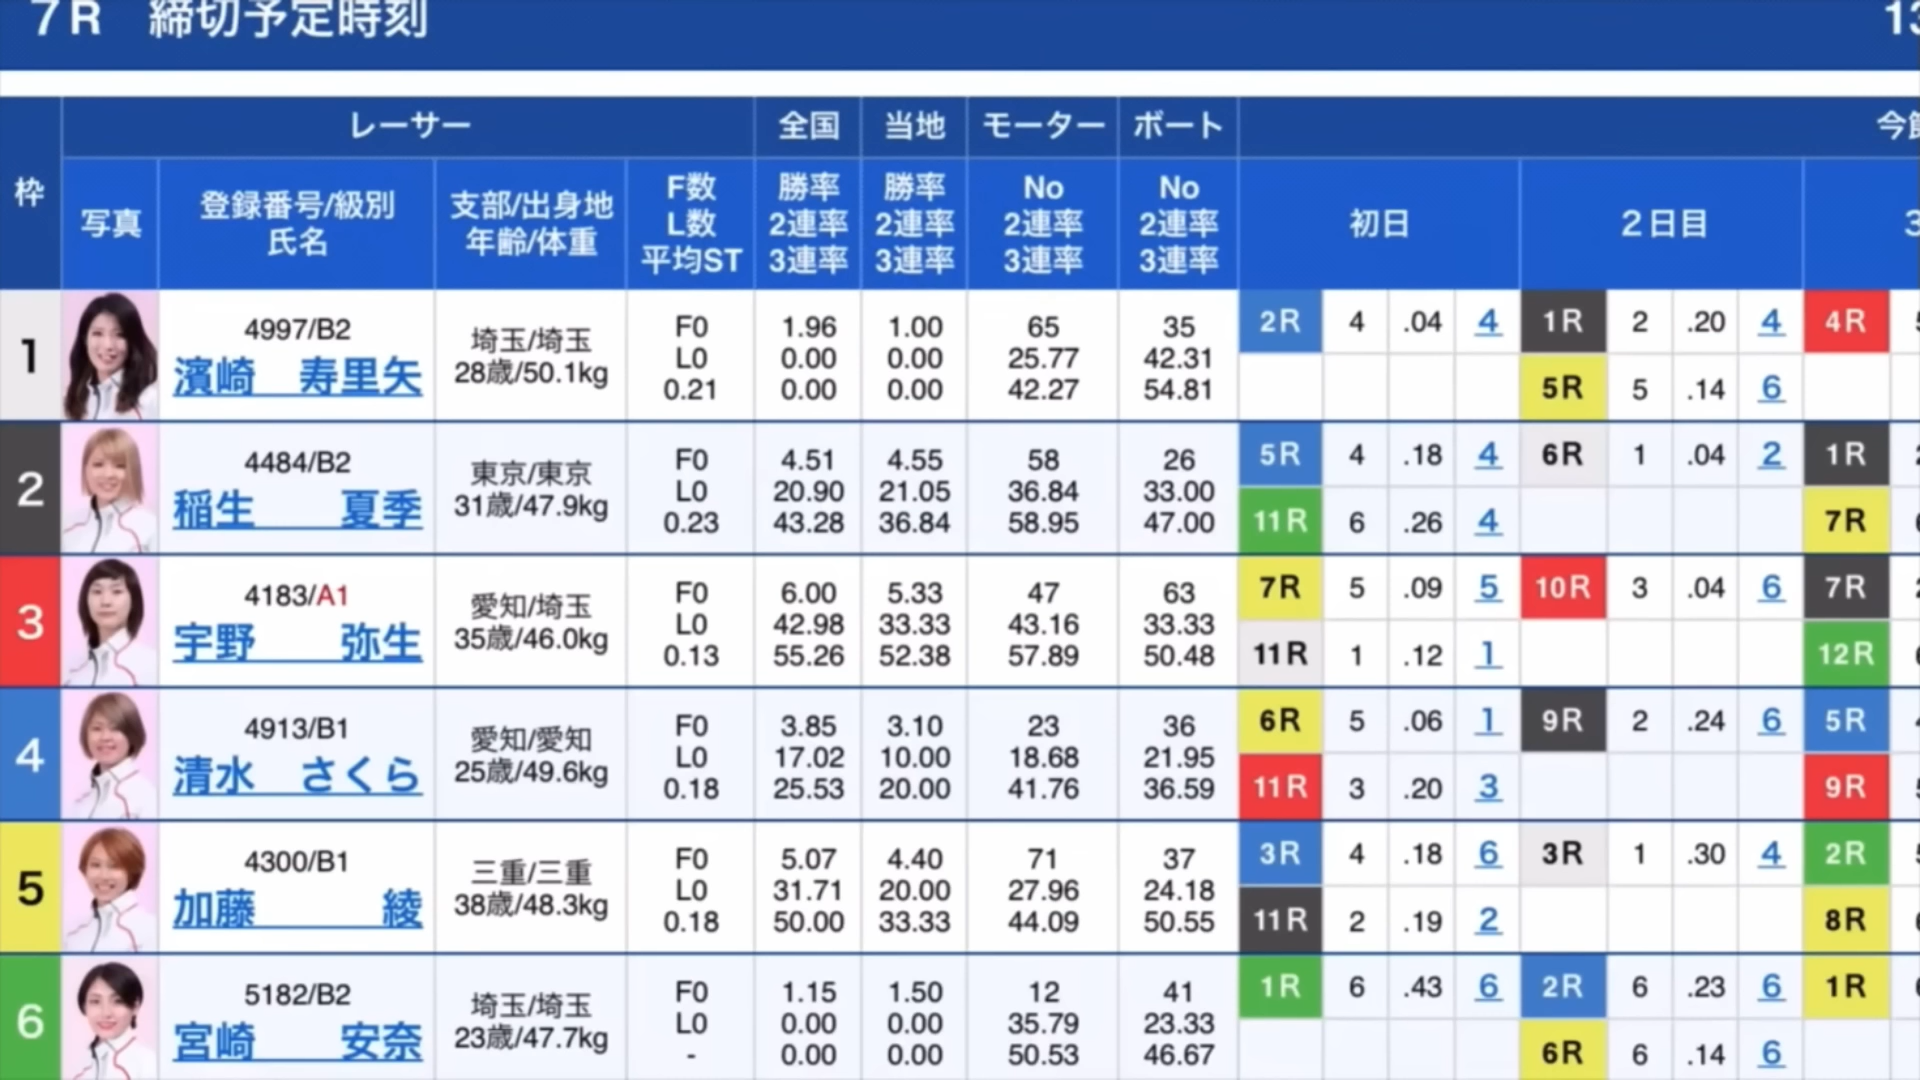 7R 締切予定時刻 13
枠 レーサー 全国 当地 モーター ボート
写真 登録番号/級別 氏名 支部/出身地 年齢/体重 F数 L数 平均ST 勝率 2連率 3連率 勝率 2連率 3連率 No 2連率 3連率 No 2連率 3連率 初日 2日目
1 4997/B2 埼玉/埼玉 F0 1.96 1.00 65 35 2R 4 .04 4 1R 2 .20 4 4R
濱崎 寿里矢 28歳/50.1kg L0 0.00 0.00 25.77 42.31
0.21 0.00 0.00 42.27 54.81 5R 5 .14 6
2 4484/B2 東京/東京 F0 4.51 4.55 58 26 5R 4 .18 4 6R 1 .04 2 1R
稲生 夏季 31歳/47.9kg L0 20.90 21.05 36.84 33.00
0.23 43.28 36.84 58.95 47.00 11R 6 .26 4 7R
3 4183/A1 愛知/埼玉 F0 6.00 5.33 47 63 7R 5 .09 5 10R 3 .04 6 7R
宇野 弥生 35歳/46.0kg L0 42.98 33.33 43.16 33.33
0.13 55.26 52.38 57.89 50.48 11R 1 .12 1 12R
4 4913/B1 愛知/愛知 F0 3.85 3.10 23 36 6R 5 .06 1 9R 2 .24 6 5R
清水 さくら 25歳/49.6kg L0 17.02 10.00 18.68 21.95
0.18 25.53 20.00 41.76 36.59 11R 3 .20 3 9R
5 4300/B1 三重/三重 F0 5.07 4.40 71 37 3R 4 .18 6 3R 1 .30 4 2R
加藤 綾 38歳/48.3kg L0 31.71 20.00 27.96 24.18
0.18 50.00 33.33 44.09 50.55 11R 2 .19 2 8R
6 5182/B2 埼玉/埼玉 F0 1.15 1.50 12 41 1R 6 .43 6 2R 6 .23 6 1R
宮崎 安奈 23歳/47.7kg L0 0.00 0.00 35.79 23.33
- 0.00 0.00 50.53 46.67 6R 6 .14 6